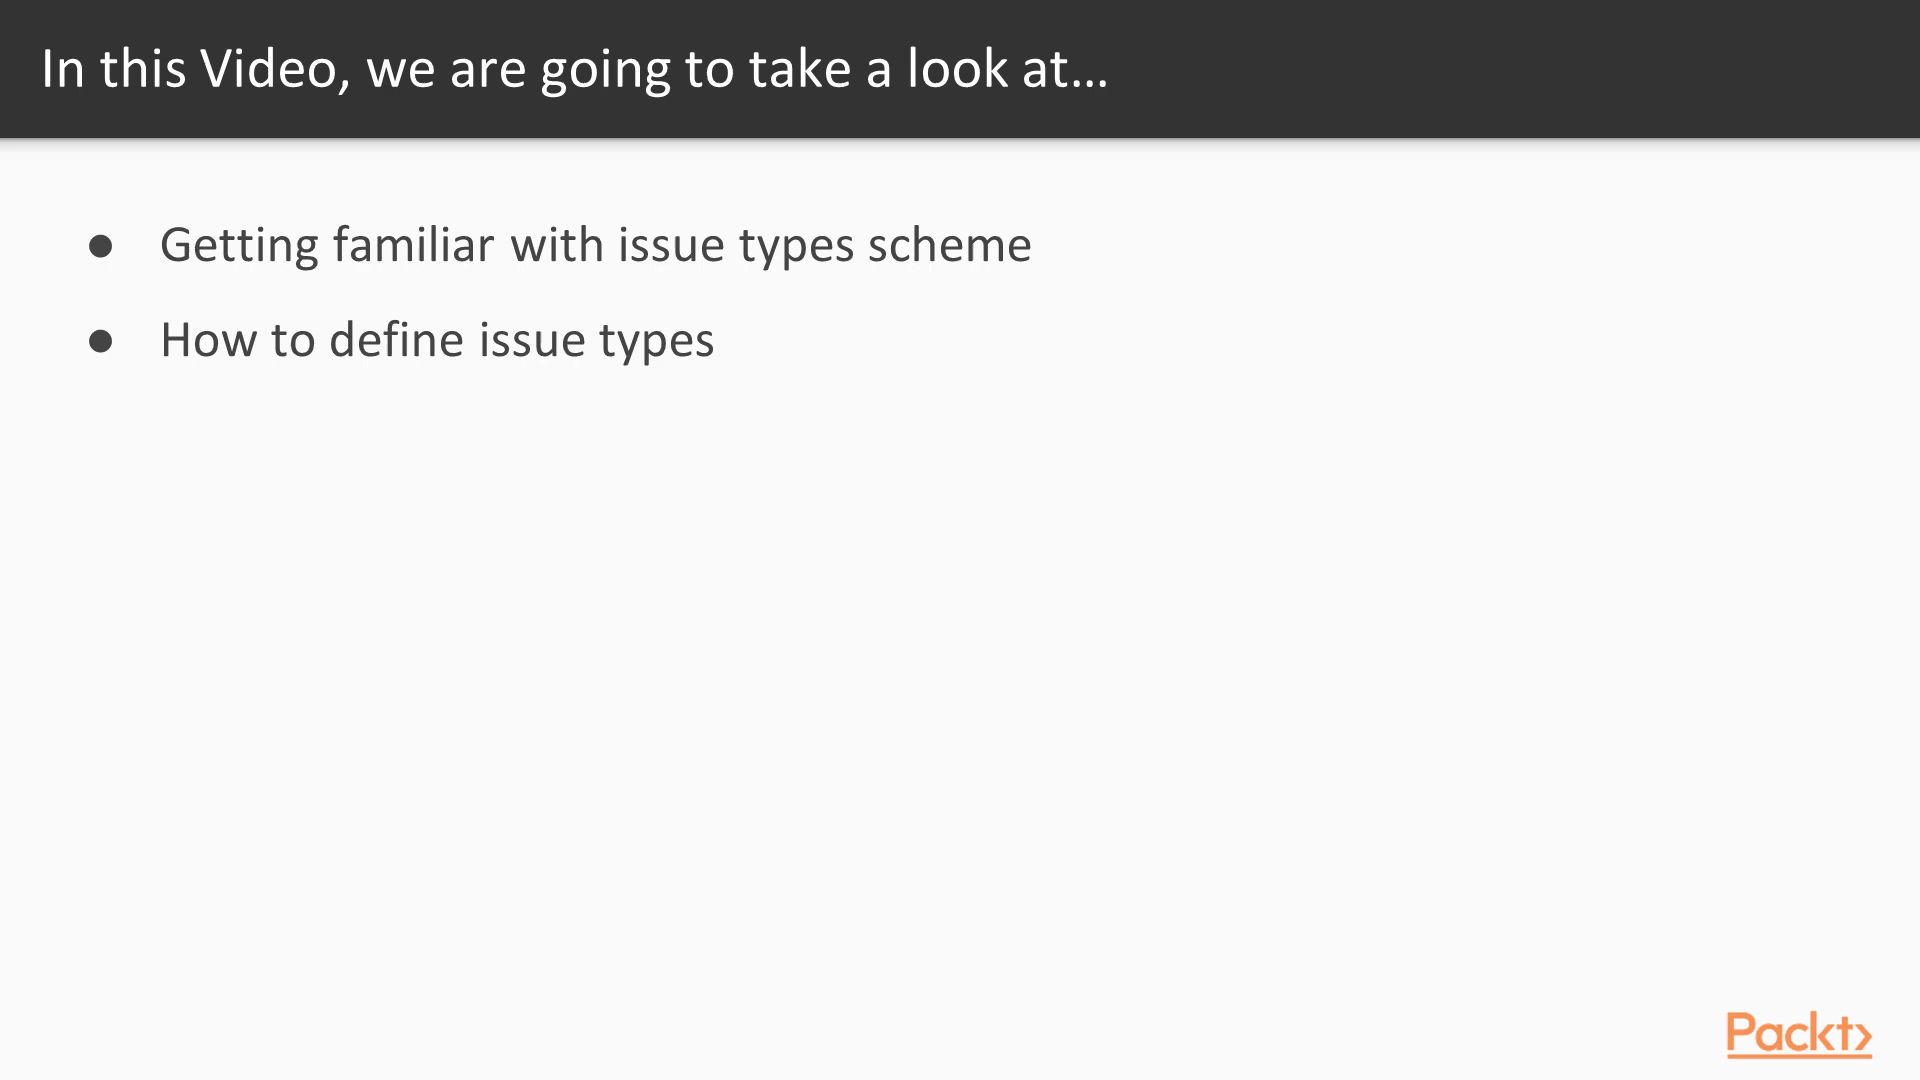 In this Video, we are going to take a look at…
● Getting familiar with issue types scheme
● How to define issue types
Packt>